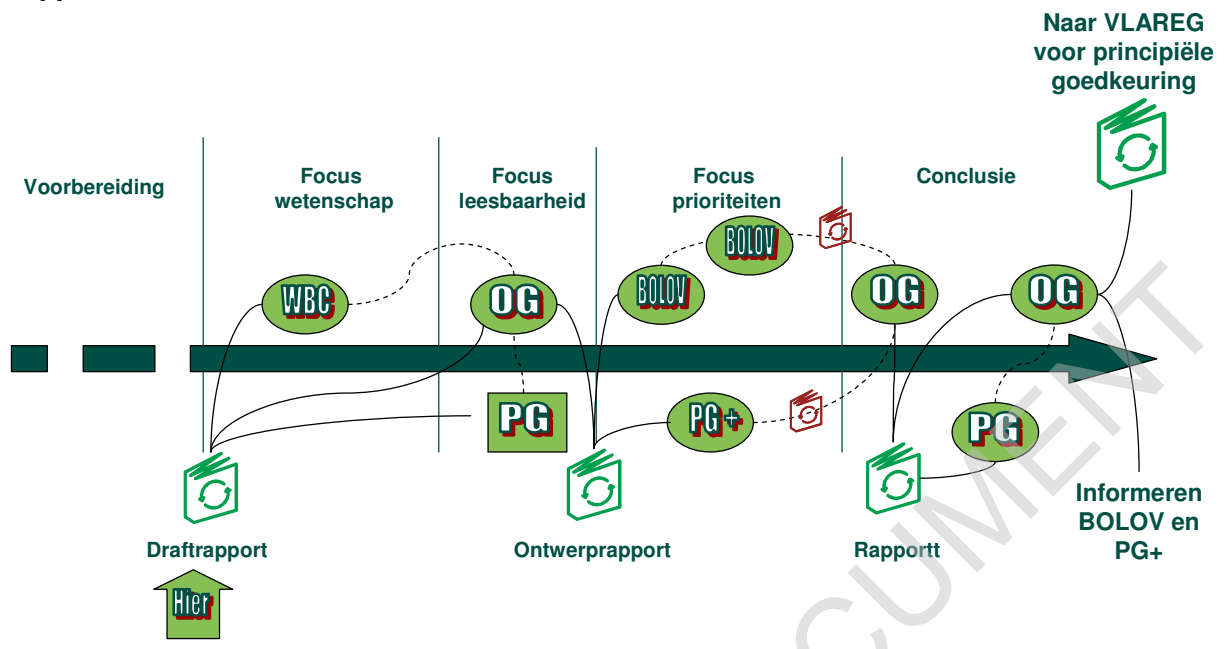 Naar VLAREG
voor principiële
goedkeuring
Voorbereiding
Focus
wetenschap
Focus
leesbaarheid
Focus
prioriteiten
Conclusie
BOLOV
WBC
OG
BOLOV
OG
OG
PG
PG+
PG
Draftrapport
Ontwerprapport
Rapportt
Informeren
BOLOV en
PG+
Hier
CUMENT